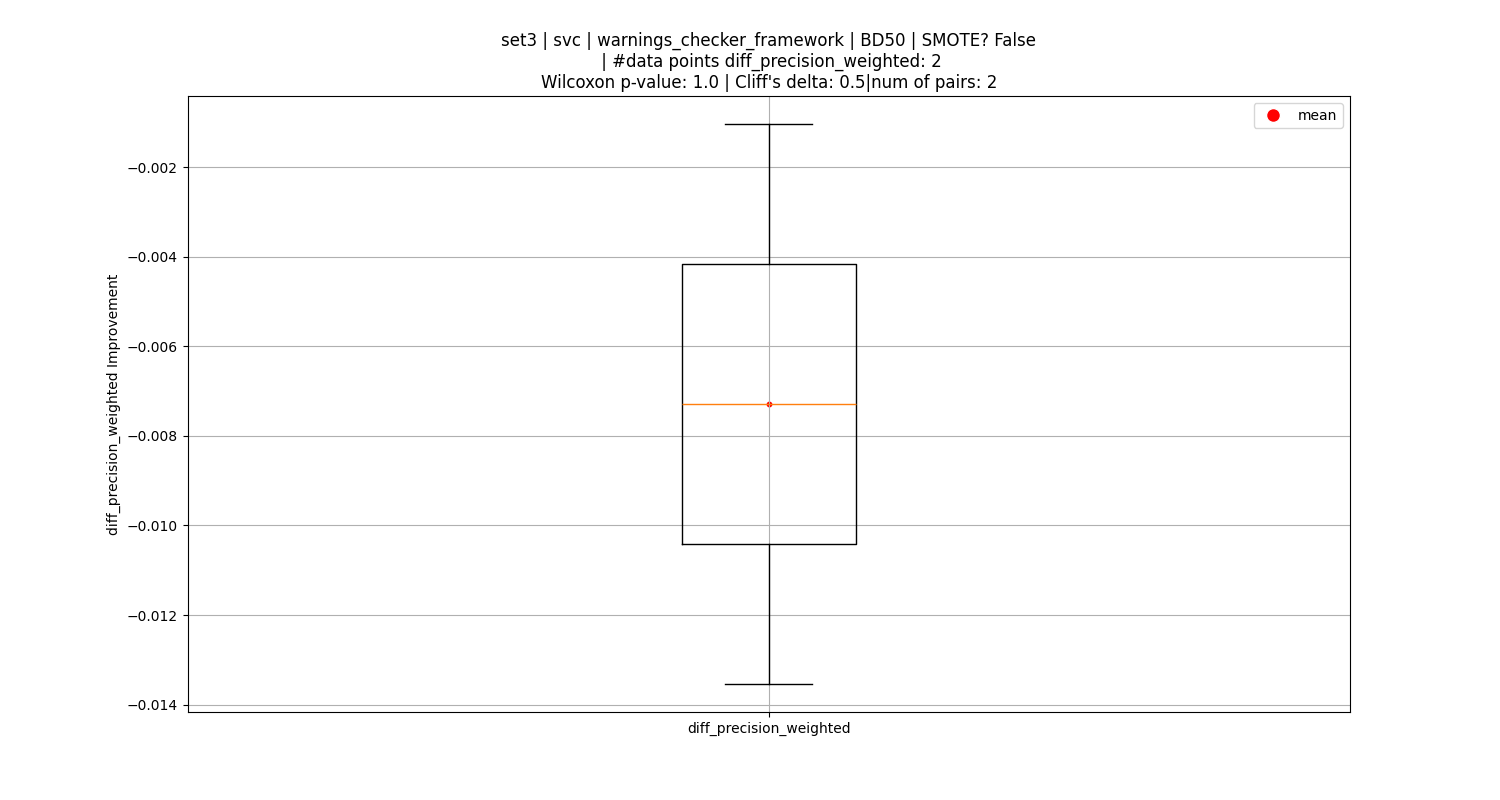 set3 | svc | warnings_checker_framework | BD50 | SMOTE? False
| #data points diff_precision_weighted: 2
Wilcoxon p-value: 1.0 | Cliff's delta: 0.5|num of pairs: 2
mean
−0.002
−0.004
−0.006
−0.008
−0.010
−0.012
−0.014
diff_precision_weighted Improvement
diff_precision_weighted